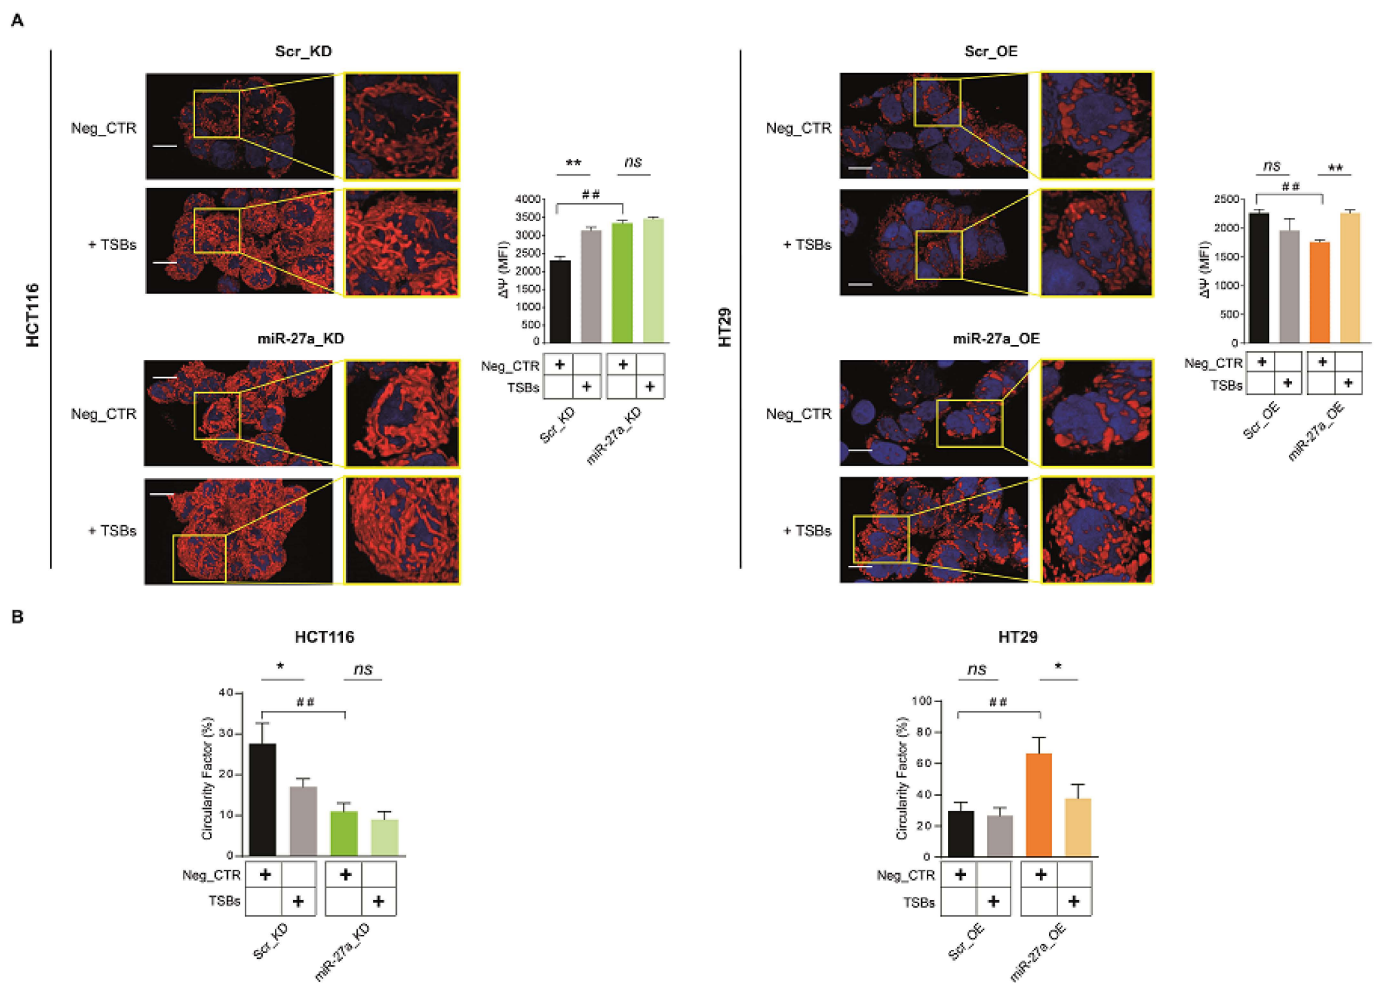 A
HCT116
Scr_KD
Neg_CTR
+ TSBs
miR-27a_KD
Neg_CTR
+ TSBs
** ns
##
4000
3500
3000
2500
2000
1500
1000
500
0
ΔΨ (MFI)
Neg_CTR + +
TSBs + +
Scr_KD miR-27a_KD
HT29
Scr_OE
Neg_CTR
+ TSBs
miR-27a_OE
Neg_CTR
+ TSBs
ns **
##
2500
2000
1500
1000
500
0
ΔΨ (MFI)
Neg_CTR + +
TSBs + +
Scr_OE miR-27a_OE
B
HCT116
* ns
##
40
30
20
10
0
Circularity Factor (%)
Neg_CTR + +
TSBs + +
Scr_KD miR-27a_KD
HT29
ns *
##
100
80
60
40
20
0
Circularity Factor (%)
Neg_CTR + +
TSBs + +
Scr_OE miR-27a_OE